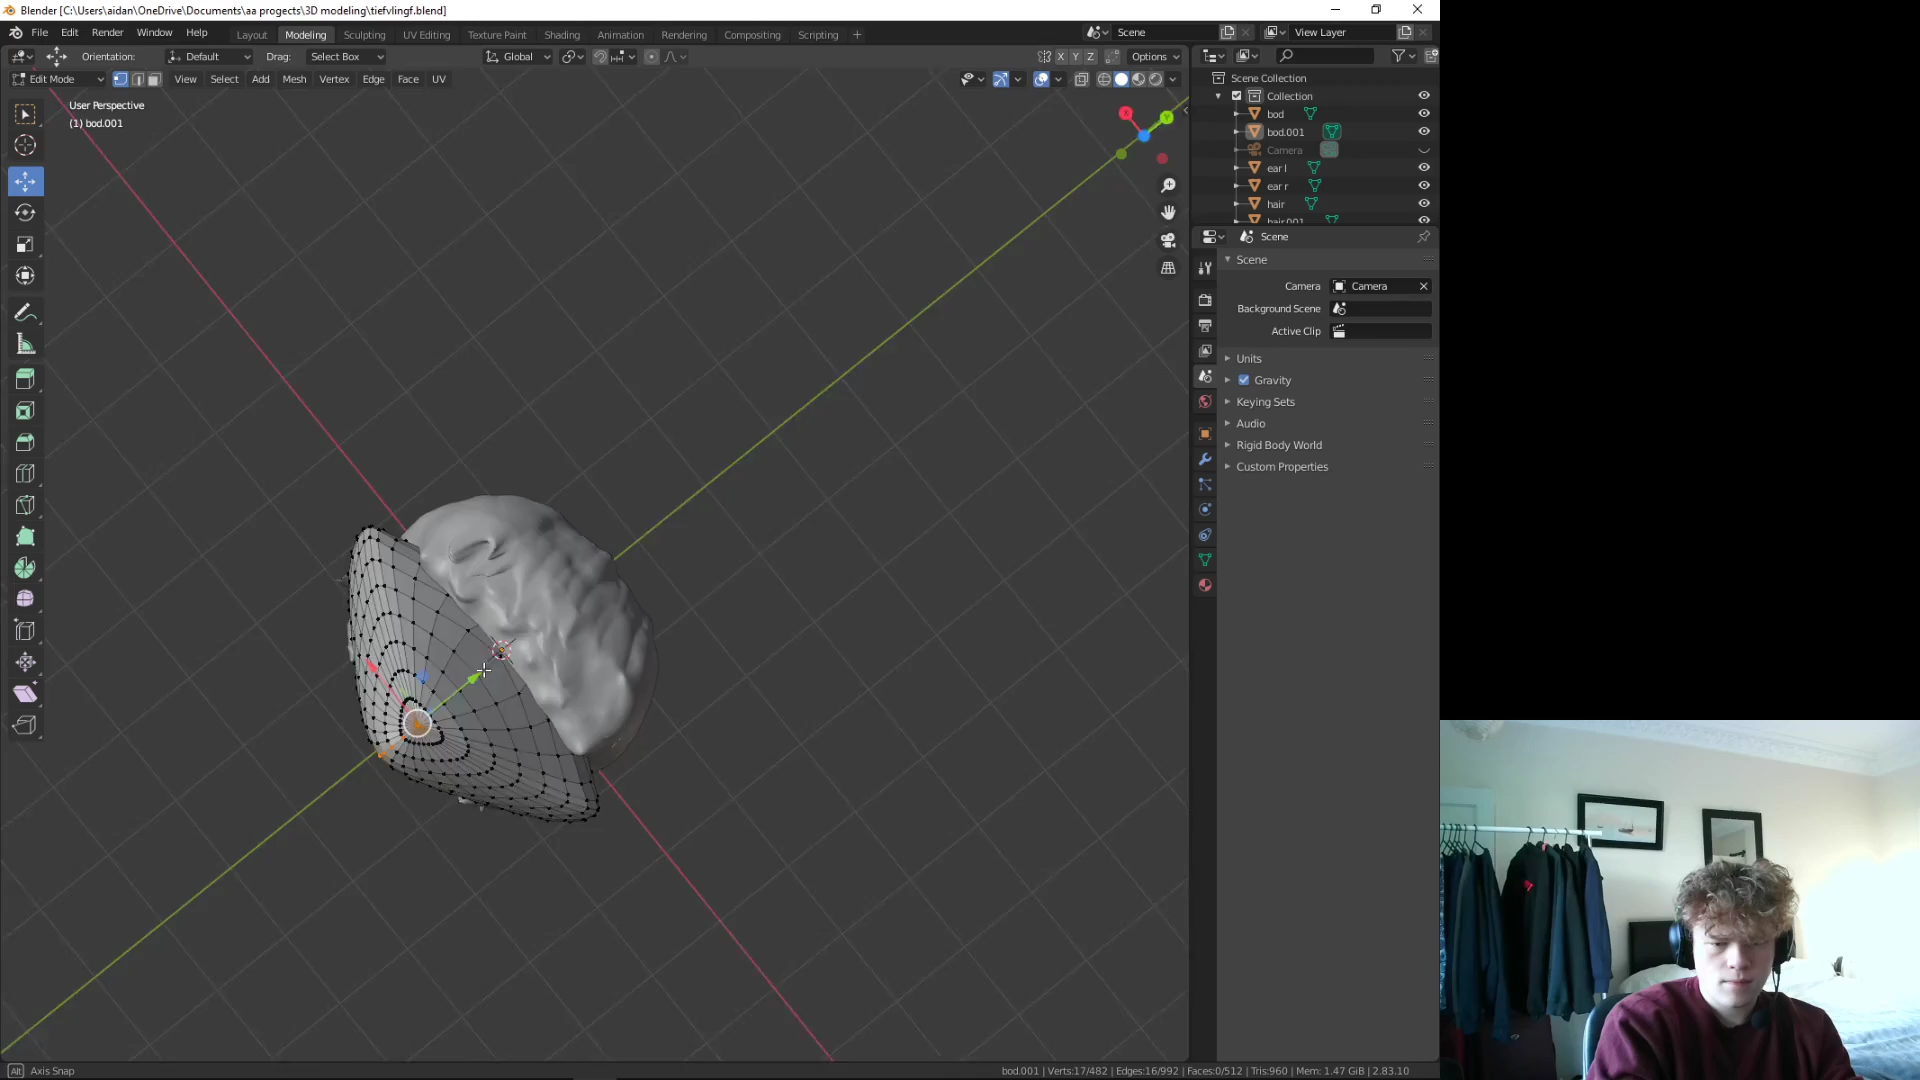 Blender [C:\Users\aidan\OneDrive\Documents\aa progects\3D modeling\tiefvlingf.blend]
File Edit Render Window Help Layout Modeling Sculpting UV Editing Texture Paint Shading Animation Rendering Compositing Scripting + Scene View Layer
Orientation: Default Drag: Select Box Global X Y Z Options
Edit Mode View Select Add Mesh Vertex Edge Face UV
User Perspective
(1) bod.001
X Y
Scene Collection
Collection
bod
bod.001
Camera
ear l
ear r
hair
hair.001
Scene
Scene
Camera Camera
Background Scene
Active Clip
Units
Gravity
Keying Sets
Audio
Rigid Body World
Custom Properties
Alt Axis Snap bod.001 | Verts:17/482 | Edges:16/992 | Faces:0/512 | Tris:960 | Mem: 1.47 GiB | 2.83.10